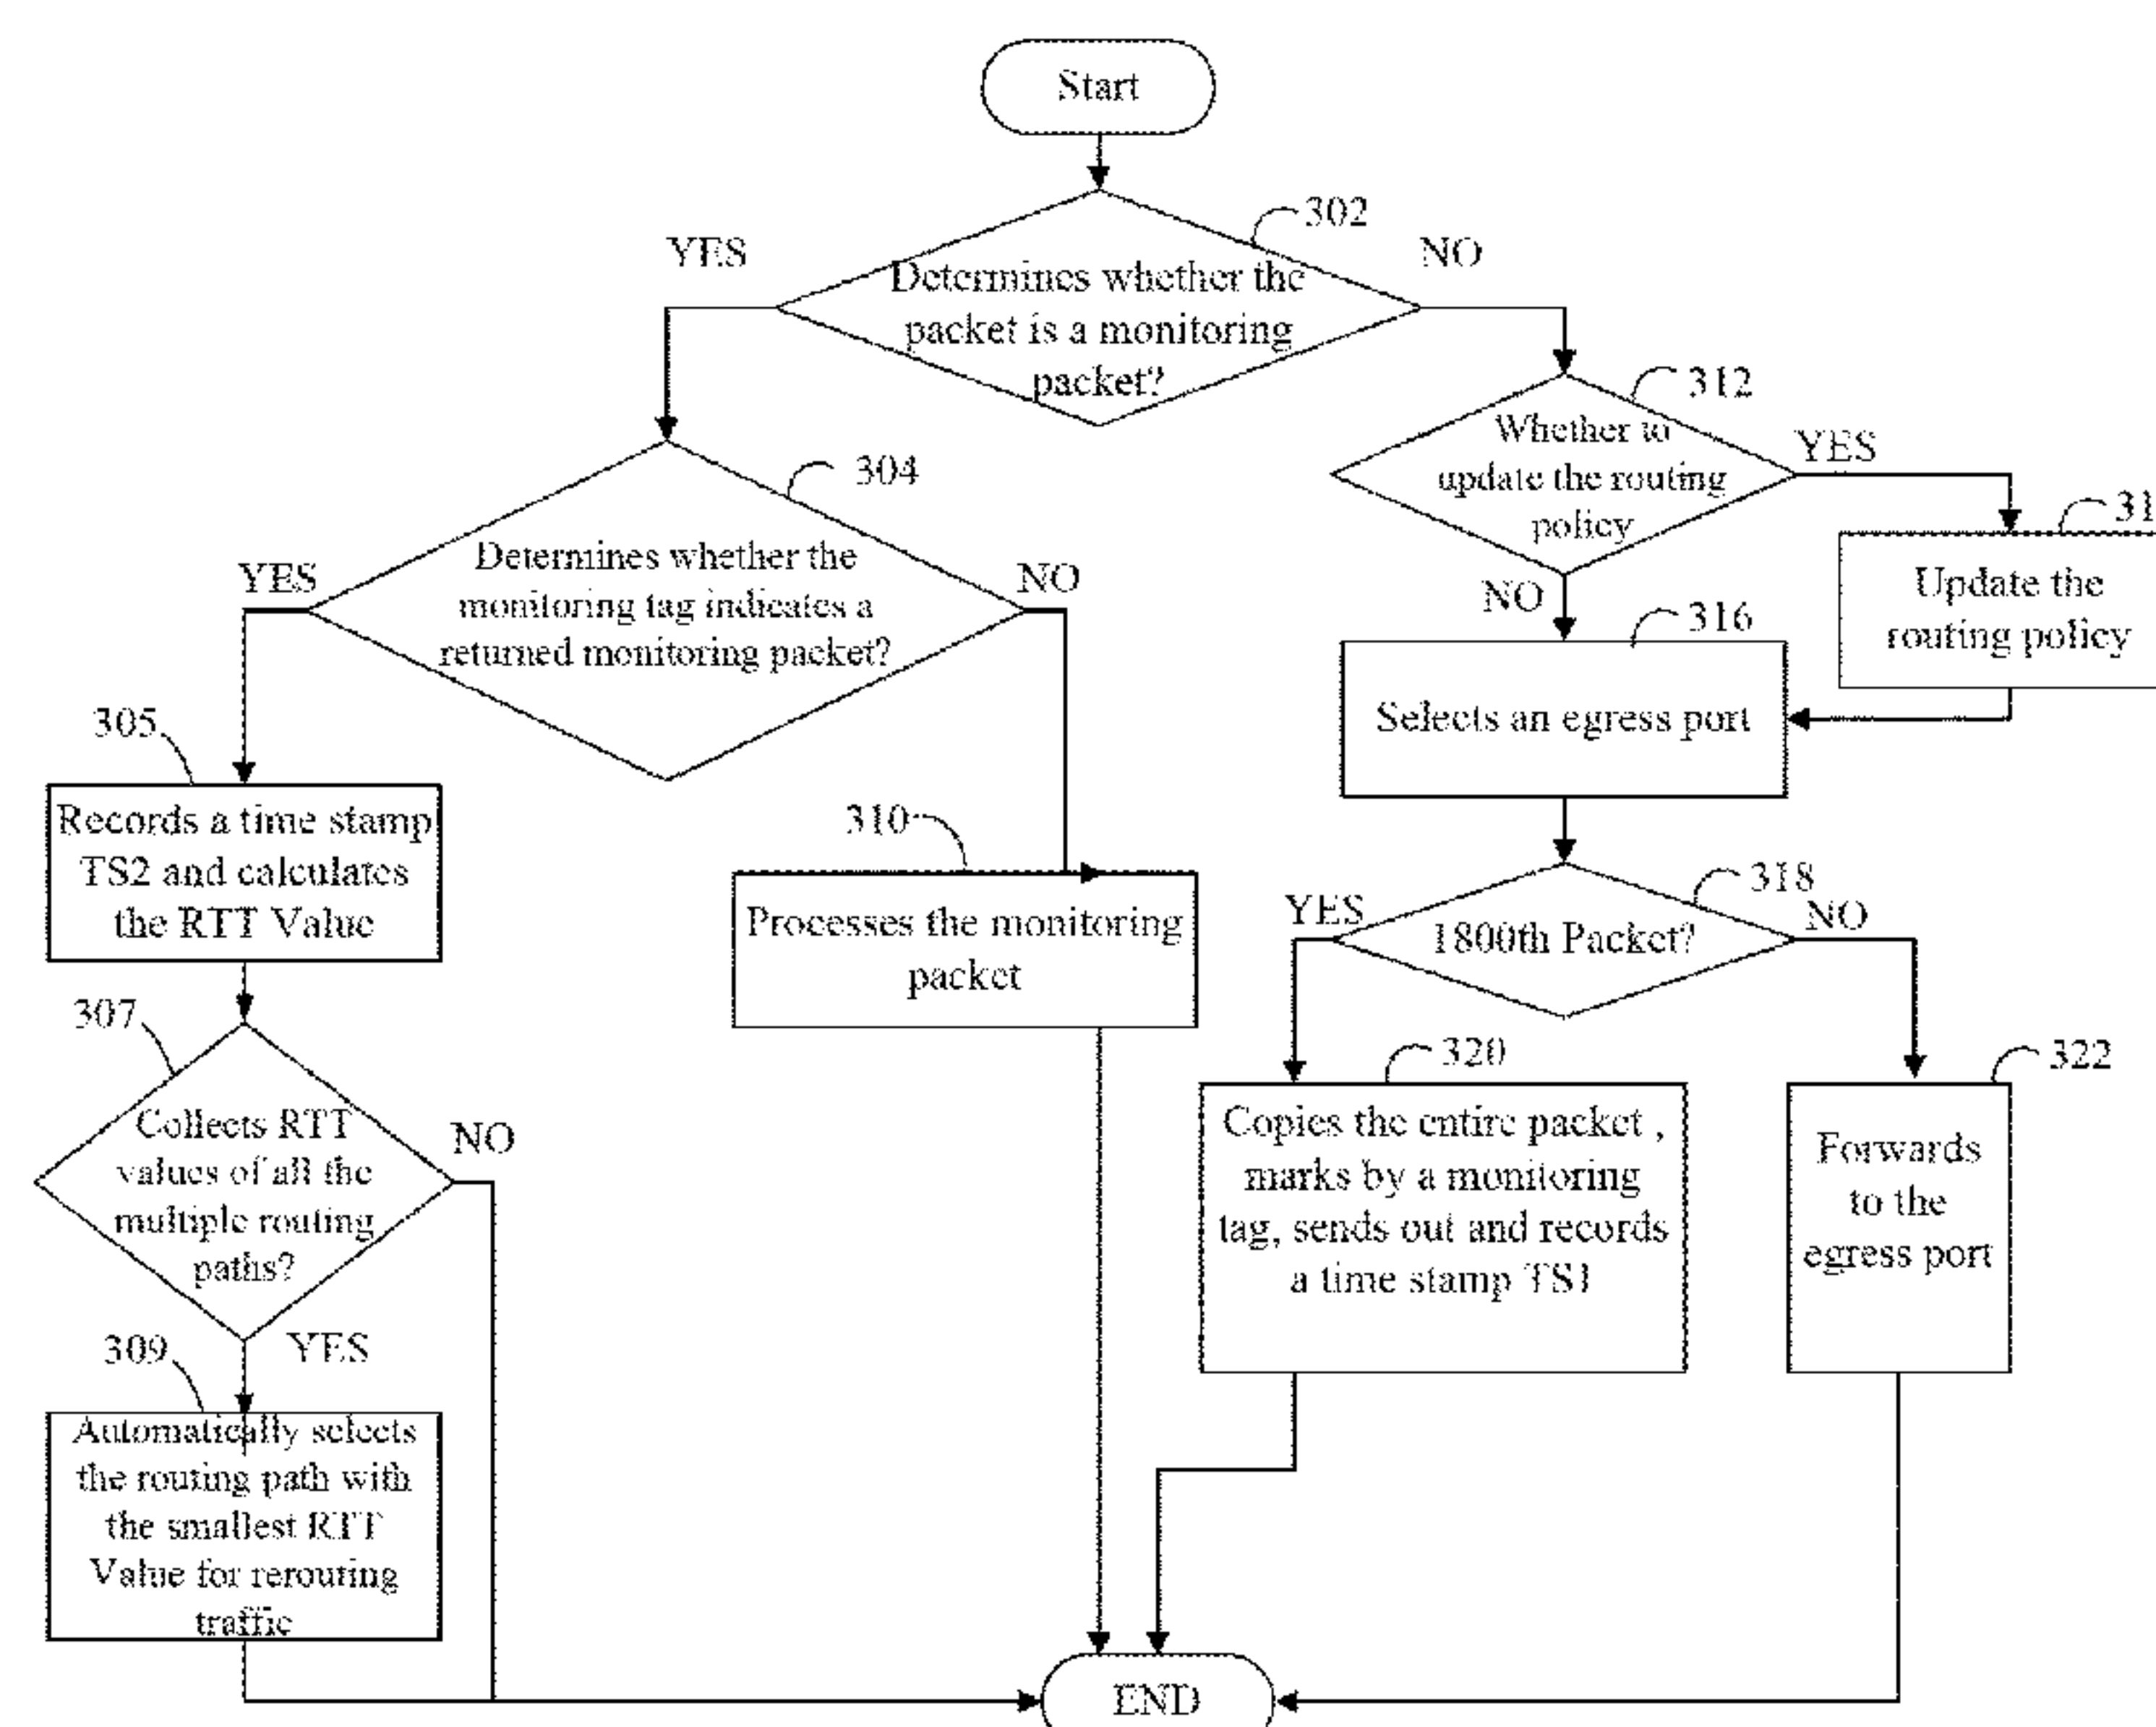 Start
302
YES
NO
Determines whether the
packet is a monitoring
packet?
312
Whether to
update the routing
policy
YES
NO
31
Update the
routing policy
304
Determines whether the
monitoring tag indicates a
returned monitoring packet?
YES
NO
316
Selects an egress port
305
Records a time stamp
TS2 and calculates
the RTT Value
310
Processes the monitoring
packet
318
YES
1800th Packet?
NO
307
Collects RTT
values of all the
multiple routing
paths?
NO
YES
320
Copies the entire packet ,
marks by a monitoring
tag, sends out and records
a time stamp TS1
322
Forwards
to the
egress port
309
Automatically selects
the routing path with
the smallest RTT
Value for rerouting
traffic
END